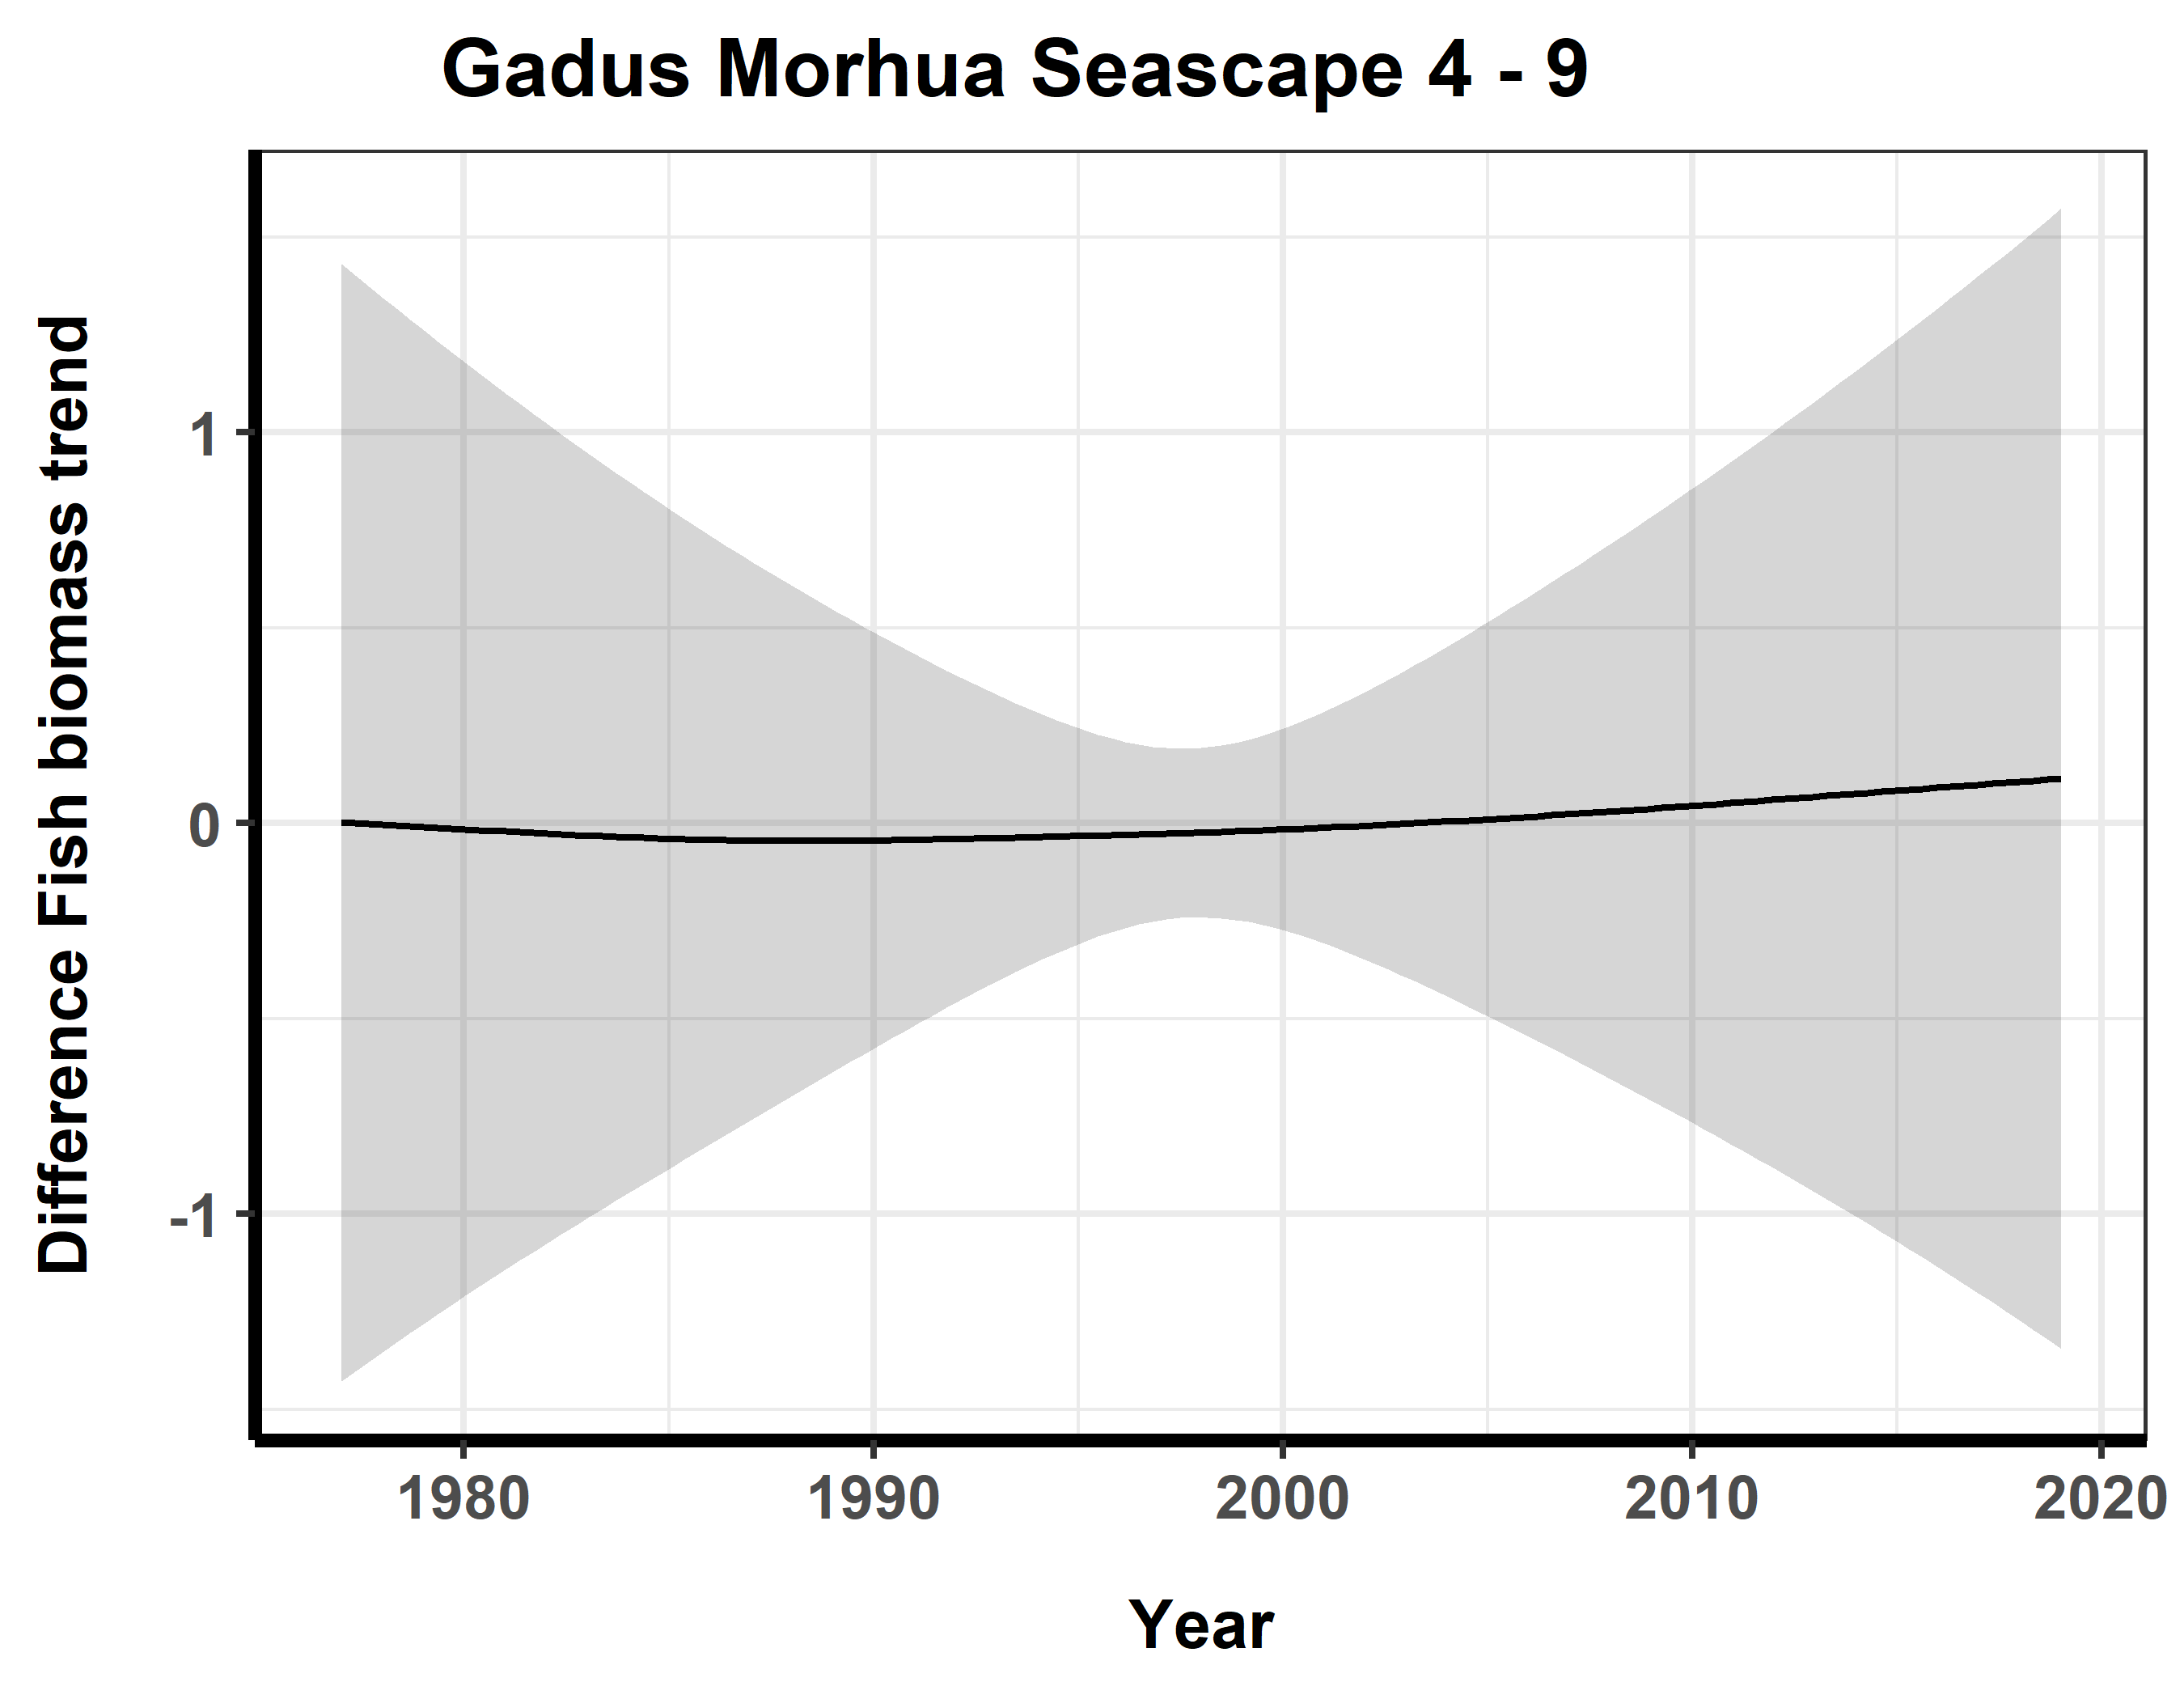 Gadus Morhua Seascape 4 - 9
Difference Fish biomass trend
1
0
-1
1980 1990 2000 2010 2020
Year